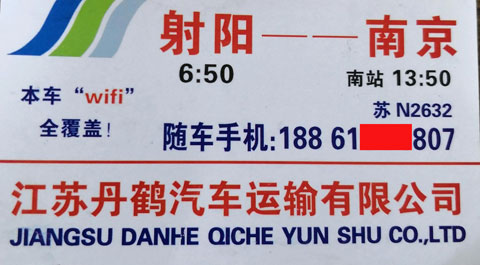 射阳——南京
6:50 南站 13:50
本车“wifi” 苏 N2632
全覆盖! 随车手机:188 61 807
江苏丹鹤汽车运输有限公司
JIANGSU DANHE QICHE YUN SHU CO.,LTD